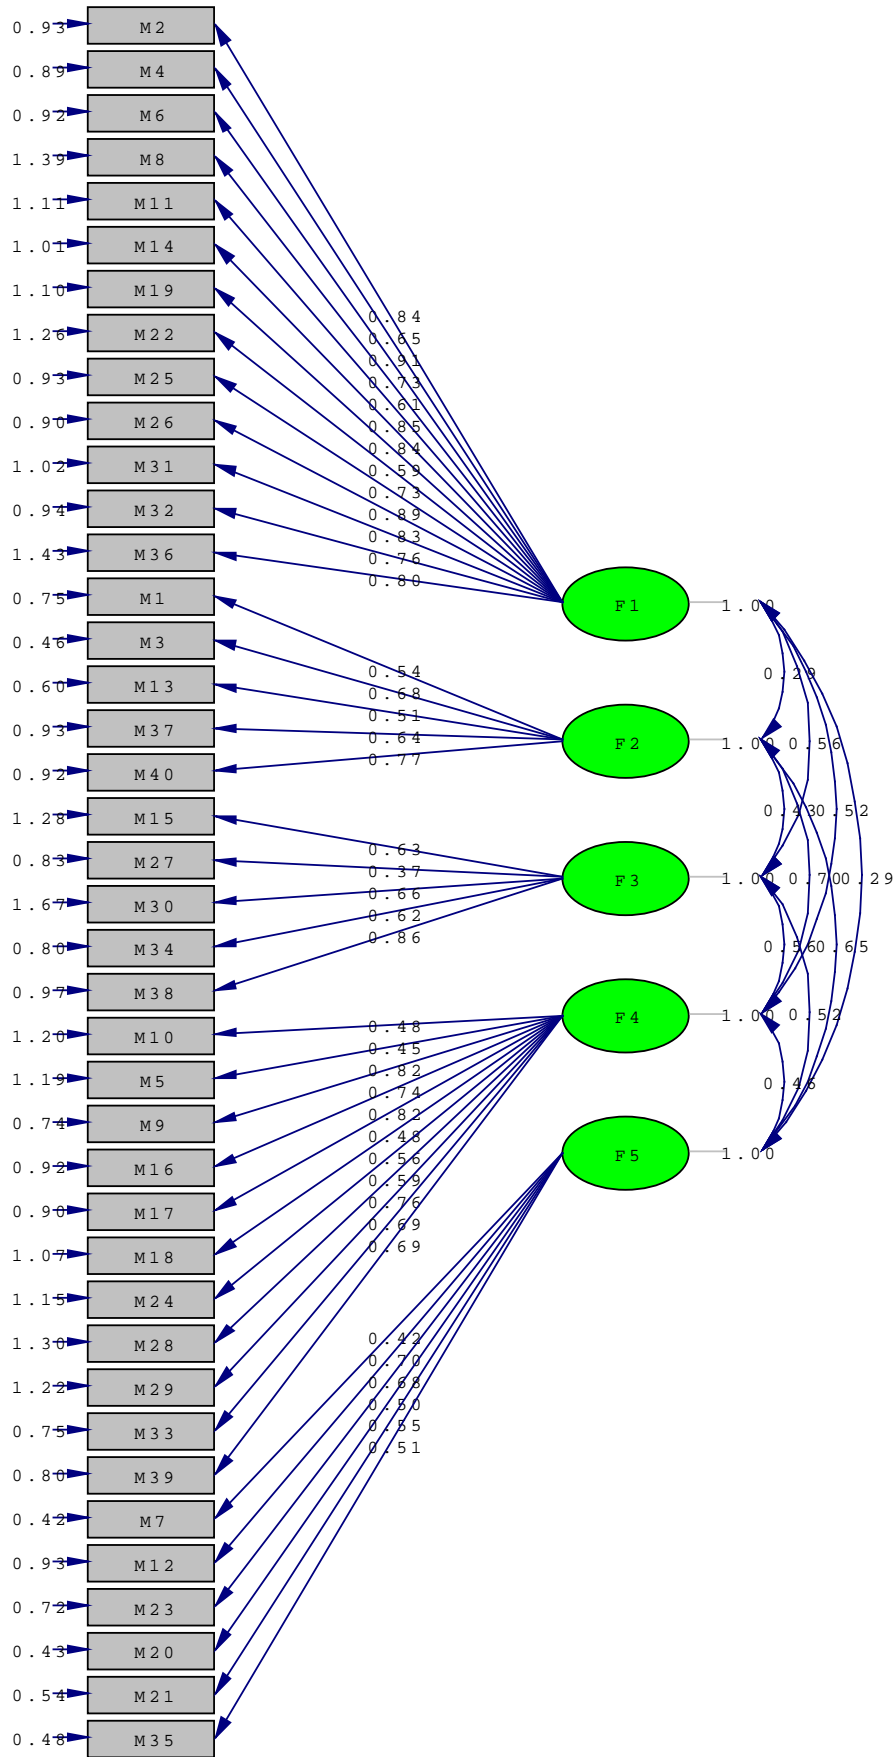 0.93 M2
0.89 M4
0.92 M6
1.39 M8
1.11 M11
1.01 M14
1.10 M19
0.84
1.26 M22
0.65
0.91
0.93 M25
0.73
0.61
0.90 M26
0.85
0.84
1.02 M31
0.59
0.73
0.94 M32
0.89
0.83
1.43 M36
0.76
0.80
0.75 M1
F1 1.00
0.46 M3
0.54 0.29
0.60 M13
0.68
0.51
0.93 M37
0.64
F2 1.00 0.56
0.92 M40
0.77
1.28 M15
0.43 0.52
0.63
0.83 M27
0.37
F3 1.00 0.70 0.29
1.67 M30
0.66
0.62
0.80 M34
0.86 0.56 0.65
0.97 M38
F4 1.00 0.52
1.20 M10
0.48
0.45
1.19 M5
0.82 0.46
0.74
0.74 M9
0.82
0.48
F5 1.00
0.92 M16
0.56
0.59
0.90 M17
0.76
0.69
1.07 M18
0.69
1.15 M24
1.30 M28
0.42
0.70
1.22 M29
0.68
0.50
0.75 M33
0.55
0.51
0.80 M39
0.42 M7
0.93 M12
0.72 M23
0.43 M20
0.54 M21
0.48 M35